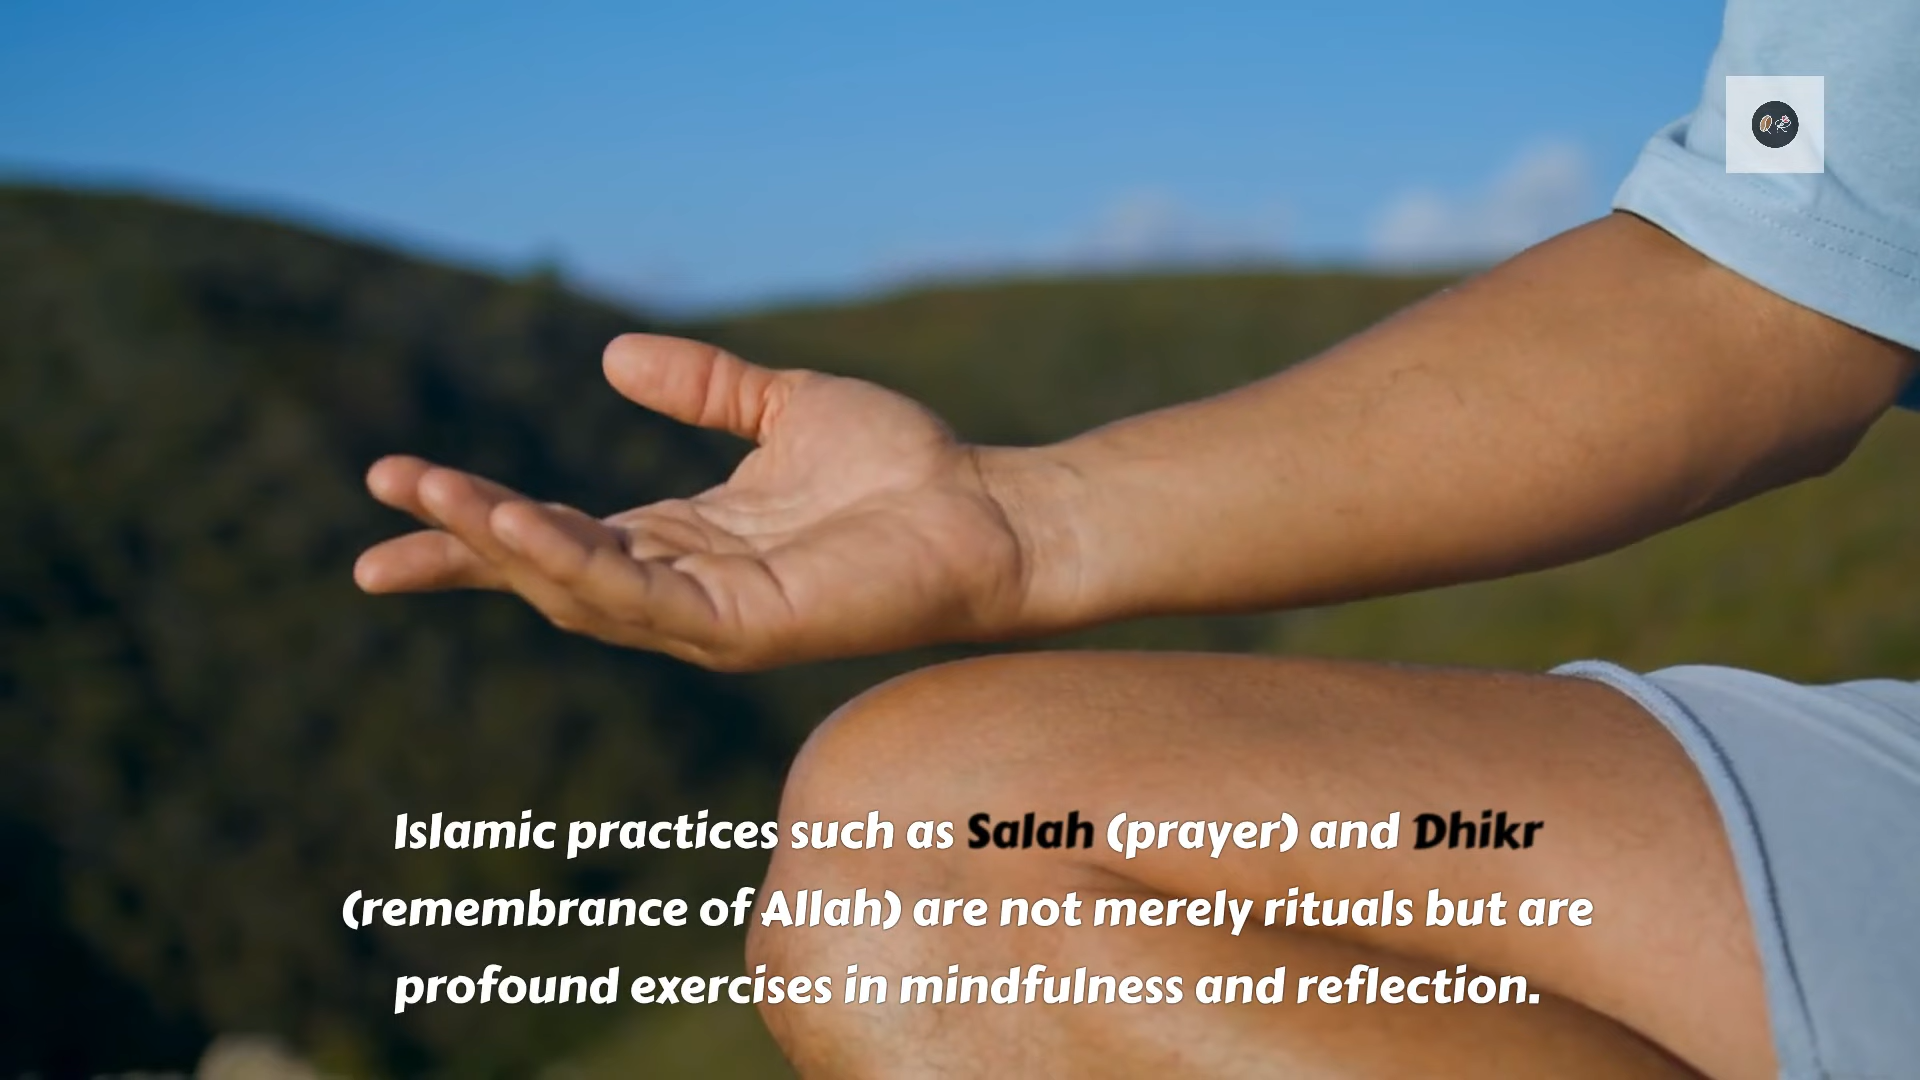 Islamic practices such as Salah (prayer) and Dhikr
(remembrance of Allah) are not merely rituals but are
profound exercises in mindfulness and reflection.